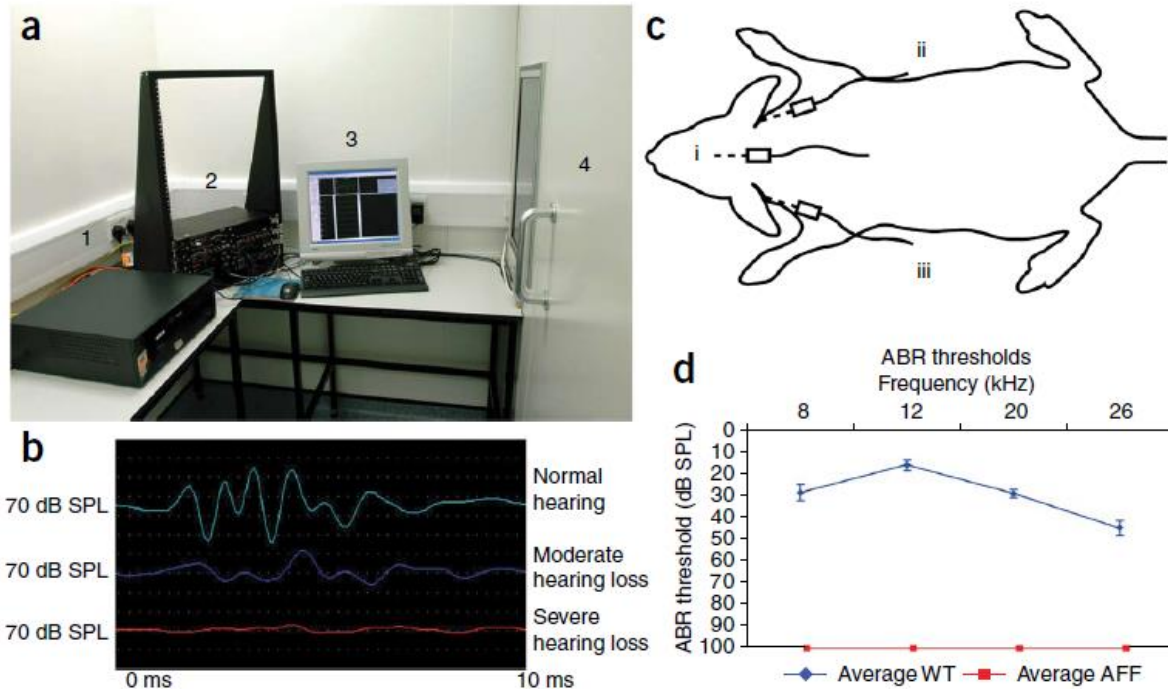 a
1
2
3
4
b
70 dB SPL
Normal
hearing
70 dB SPL
Moderate
hearing loss
70 dB SPL
Severe
hearing loss
0 ms
10 ms
c
i
ii
iii
d
ABR thresholds
Frequency (kHz)
8
12
20
26
ABR threshold (dB SPL)
0
10
20
30
40
50
60
70
80
90
100
Average WT
Average AFF